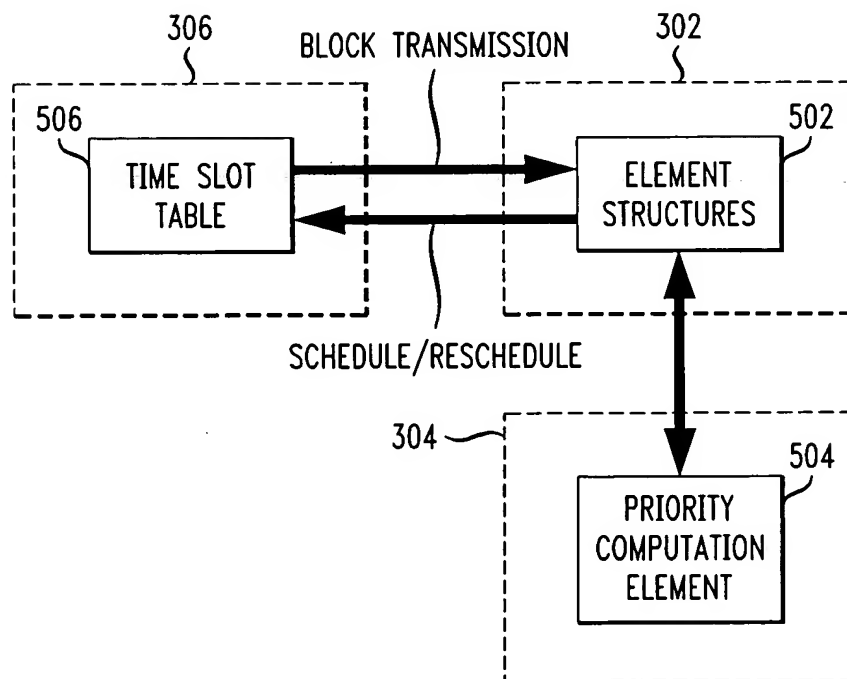 306
BLOCK TRANSMISSION
302
506
TIME SLOT
TABLE
502
ELEMENT
STRUCTURES
SCHEDULE/RESCHEDULE
304
504
PRIORITY
COMPUTATION
ELEMENT